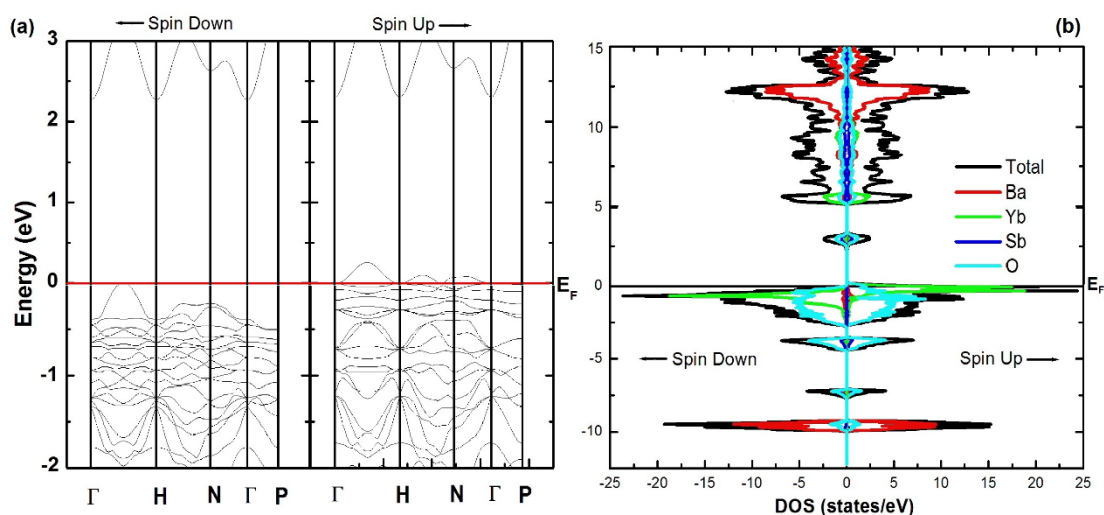 (a)
Spin Down
Spin Up
Energy (eV)
3
2
1
0
-1
-2
E_F
Γ H N Γ P
Γ H N Γ P
(b)
15
10
5
0
-5
-10
E_F
Total
Ba
Yb
Sb
O
Spin Down
Spin Up
-25 -20 -15 -10 -5 0 5 10 15 20 25
DOS (states/eV)